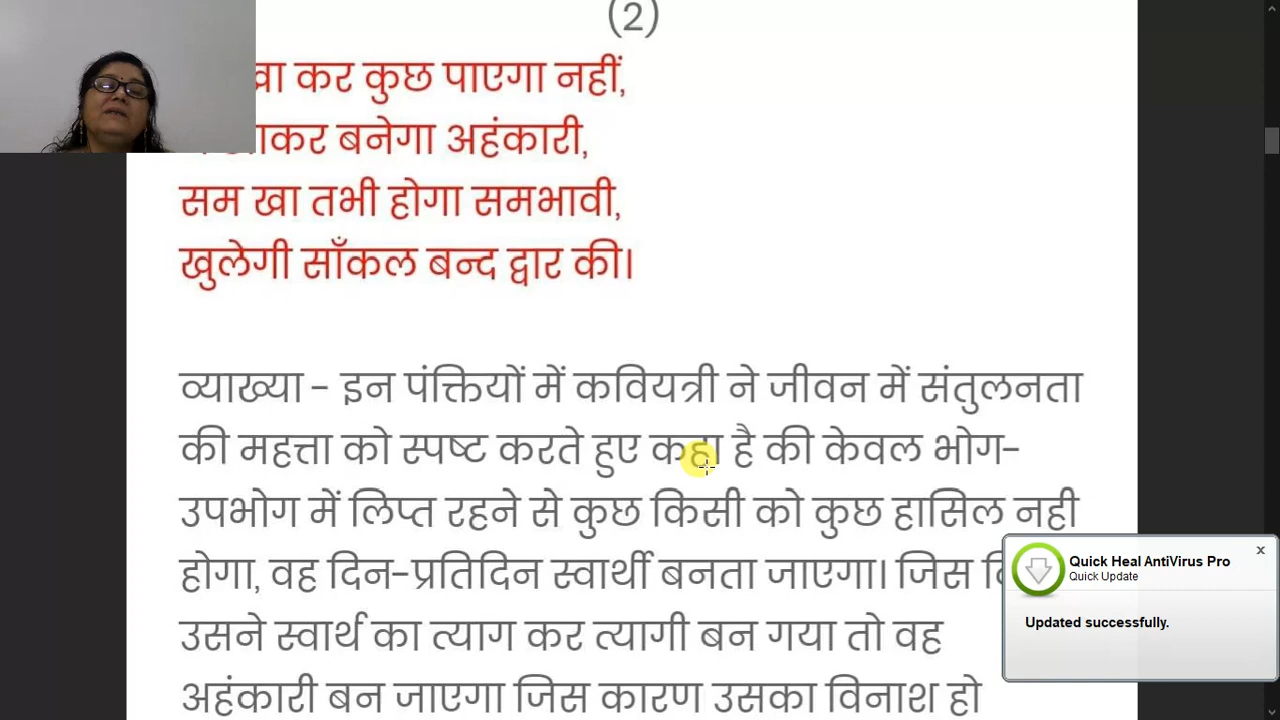 (2)
कर कुछ पाएगा नहीं,
बनेगा अहंकारी,
सम खा तभी होगा समभावी,
खुलेगी साँकल बन्द द्वार की।
व्याख्या - इन पंक्तियों में कवियत्री ने जीवन में संतुलनता
की महत्ता को स्पष्ट करते हुए कहा है की केवल भोग-
उपभोग में लिप्त रहने से कुछ किसी को कुछ हासिल नही
होगा, वह दिन-प्रतिदिन स्वार्थी बनता जाएगा। जिस
उसने स्वार्थ का त्याग कर त्यागी बन गया तो वह
अहंकारी बन जाएगा जिस कारण उसका विनाश हो
Quick Heal AntiVirus Pro
Quick Update
Updated successfully.